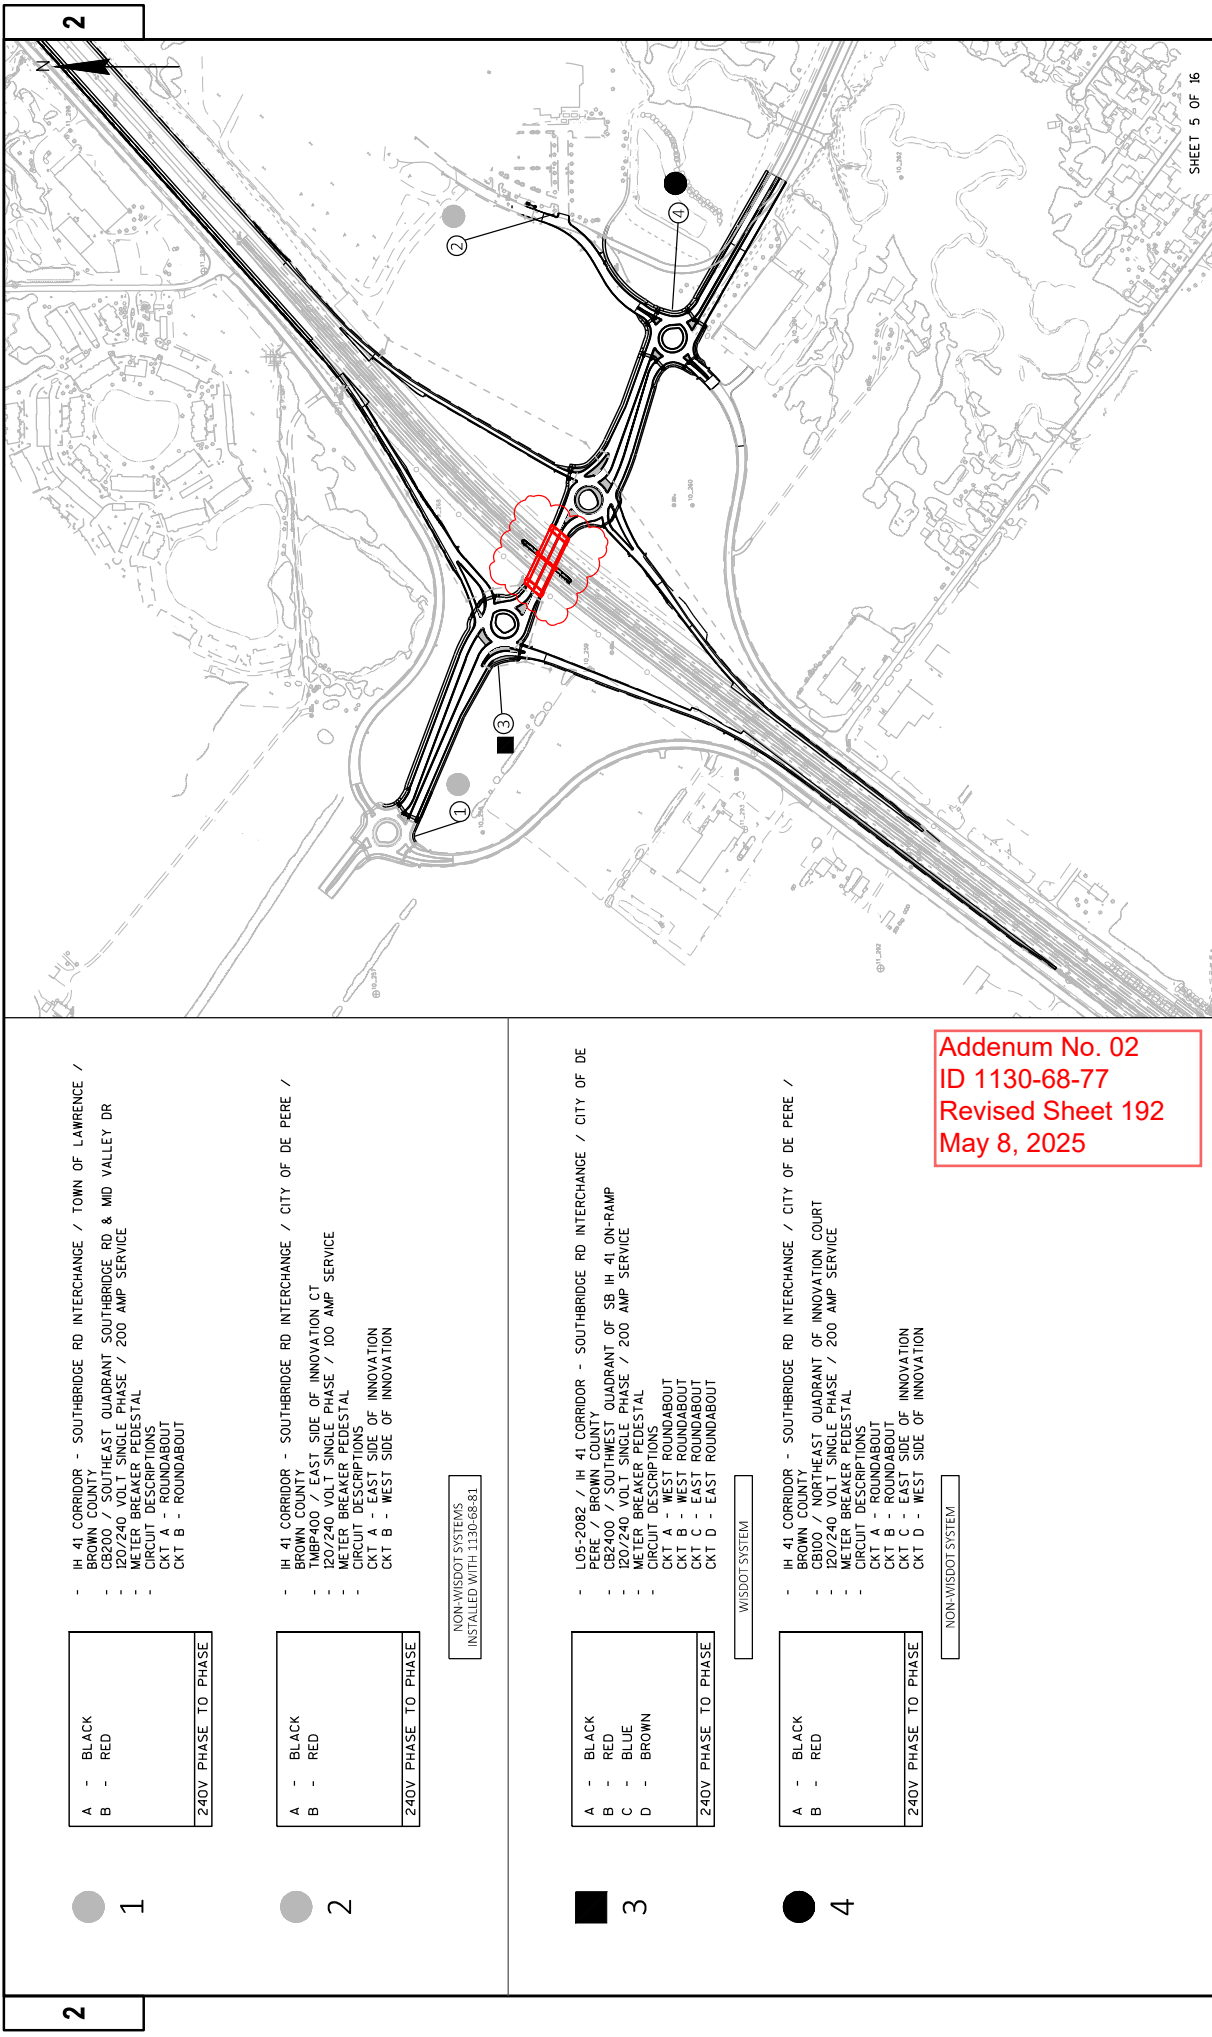 2
N
SHEET 5 OF 16
1
A - BLACK
B - RED
240V PHASE TO PHASE
- IH 41 CORRIDOR - SOUTHBRIDGE RD INTERCHANGE / TOWN OF LAWRENCE /
BROWN COUNTY
- CB200 / SOUTHEAST QUADRANT SOUTHBRIDGE RD & MID VALLEY DR
- 120/240 VOLT SINGLE PHASE / 200 AMP SERVICE
- METER BREAKER PEDESTAL
- CIRCUIT DESCRIPTIONS
CKT A - ROUNDABOUT
CKT B - ROUNDABOUT
2
A - BLACK
B - RED
240V PHASE TO PHASE
- IH 41 CORRIDOR - SOUTHBRIDGE RD INTERCHANGE / CITY OF DE PERE /
BROWN COUNTY
- TMBP400 / EAST SIDE OF INNOVATION CT
- 120/240 VOLT SINGLE PHASE / 100 AMP SERVICE
- METER BREAKER PEDESTAL
- CIRCUIT DESCRIPTIONS
CKT A - EAST SIDE OF INNOVATION
CKT B - WEST SIDE OF INNOVATION
NON-WISDOT SYSTEMS
INSTALLED WITH 1130-68-81
3
A - BLACK
B - RED
C - BLUE
D - BROWN
240V PHASE TO PHASE
- L05-2082 / IH 41 CORRIDOR - SOUTHBRIDGE RD INTERCHANGE / CITY OF DE
PERE / BROWN COUNTY
- CB2400 / SOUTHWEST QUADRANT OF SB IH 41 ON-RAMP
- 120/240 VOLT SINGLE PHASE / 200 AMP SERVICE
- METER BREAKER PEDESTAL
- CIRCUIT DESCRIPTIONS
CKT A - WEST ROUNDABOUT
CKT B - WEST ROUNDABOUT
CKT C - EAST ROUNDABOUT
CKT D - EAST ROUNDABOUT
WISDOT SYSTEM
4
A - BLACK
B - RED
240V PHASE TO PHASE
- IH 41 CORRIDOR - SOUTHBRIDGE RD INTERCHANGE / CITY OF DE PERE /
BROWN COUNTY
- CB100 / NORTHEAST QUADRANT OF INNOVATION COURT
- 120/240 VOLT SINGLE PHASE / 200 AMP SERVICE
- METER BREAKER PEDESTAL
- CIRCUIT DESCRIPTIONS
CKT A - ROUNDABOUT
CKT B - ROUNDABOUT
CKT C - EAST SIDE OF INNOVATION
CKT D - WEST SIDE OF INNOVATION
NON-WISDOT SYSTEM
1
2
3
4
10_257
11_292
10_259
10_260
Addenum No. 02
ID 1130-68-77
Revised Sheet 192
May 8, 2025
2